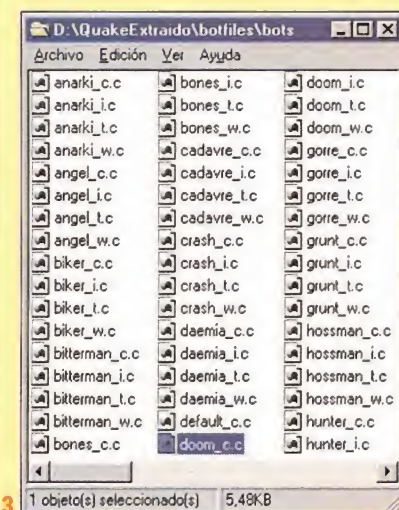 D:\QuakeExtraido\botfiles\bots
Archivo Edición Ver Ayuda
anarki_c.c
anarki_i.c
anarki_t.c
anarki_w.c
angel_c.c
angel_i.c
angel_t.c
angel_w.c
biker_c.c
biker_i.c
biker_t.c
biker_w.c
bitterman_c.c
bitterman_i.c
bitterman_t.c
bitterman_w.c
bones_c.c
bones_i.c
bones_t.c
bones_w.c
cadavre_c.c
cadavre_i.c
cadavre_t.c
cadavre_w.c
crash_c.c
crash_i.c
crash_t.c
crash_w.c
daemia_c.c
daemia_i.c
daemia_t.c
daemia_w.c
default_c.c
doom_c.c
doom_i.c
doom_t.c
doom_w.c
gorre_c.c
gorre_i.c
gorre_t.c
gorre_w.c
grunt_c.c
grunt_i.c
grunt_t.c
grunt_w.c
hossman_c.c
hossman_i.c
hossman_t.c
hossman_w.c
hunter_c.c
hunter_i.c
3
1 objeto(s) seleccionado(s) 5,48KB